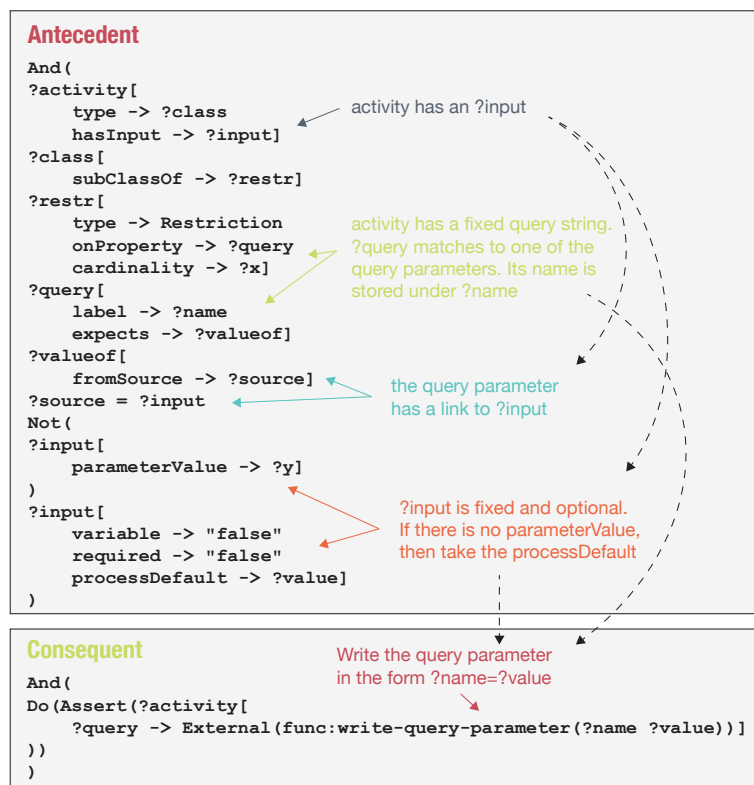 Antecedent
And(
?activity[
type -> ?class
activity has an ?input
hasInput -> ?input]
?class[
subClassOf -> ?restr]
?restr[
type -> Restriction
onProperty -> ?query
cardinality -> ?x]
activity has a fixed query string.
?query matches to one of the
query parameters. Its name is
stored under ?name
?query[
label -> ?name
expects -> ?valueof]
?valueof[
fromSource -> ?source]
?source = ?input
the query parameter
has a link to ?input
Not(
?input[
parameterValue -> ?y]
)
?input[
variable -> "false"
required -> "false"
processDefault -> ?value]
)
?input is fixed and optional.
If there is no parameterValue,
then take the processDefault
Consequent
Write the query parameter
in the form ?name=?value
And(
Do(Assert(?activity[
?query -> External(func:write-query-parameter(?name ?value))]
))
)